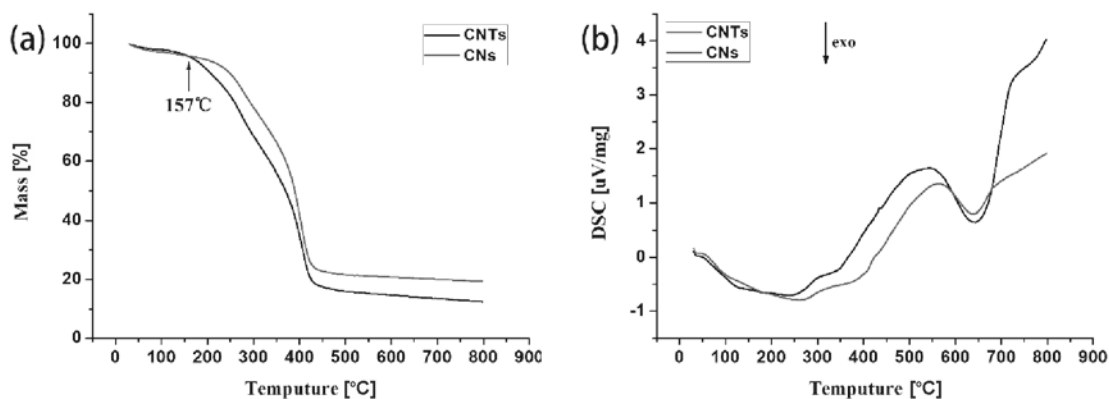 (a)
CNTs
CNs
157℃
Mass [%]
100
80
60
40
20
0
0 100 200 300 400 500 600 700 800 900
Temputure [°C]
(b)
CNTs
CNs
exo
DSC [uV/mg]
4
3
2
1
0
-1
0 100 200 300 400 500 600 700 800 900
Temputure [°C]